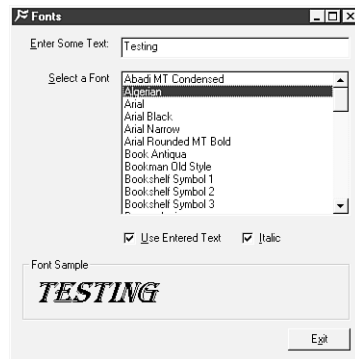 Fonts
Enter Some Text: Testing
Select a Font
Abadi MT Condensed
Algerian
Arial
Arial Black
Arial Narrow
Arial Rounded MT Bold
Book Antiqua
Bookman Old Style
Bookshelf Symbol 1
Bookshelf Symbol 2
Bookshelf Symbol 3
Use Entered Text Italic
Font Sample
TESTING
Exit